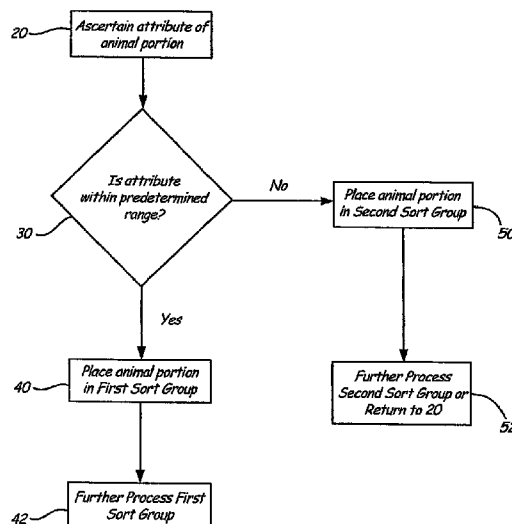 20
Ascertain attribute of
animal portion
Is attribute
within predetermined
range?
30
No
Place animal portion
in Second Sort Group
50
Yes
40
Place animal portion
in First Sort Group
Further Process
Second Sort Group or
Return to 20
52
42
Further Process First
Sort Group